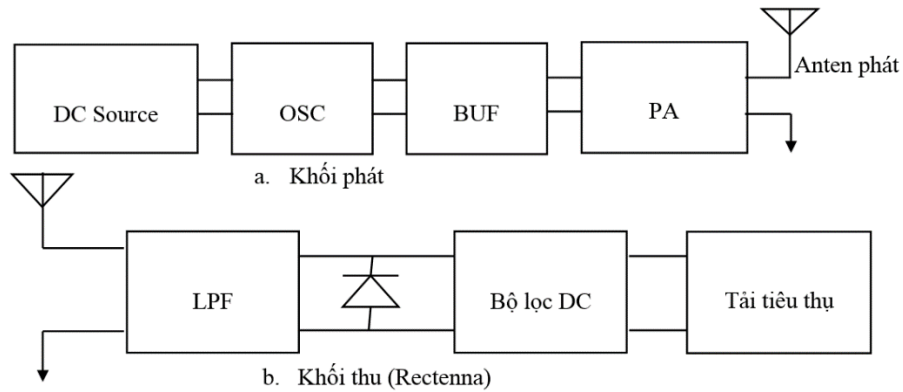 DC Source
OSC
BUF
PA
Anten phát
a. Khối phát
LPF
Bộ lọc DC
Tải tiêu thụ
b. Khối thu (Rectenna)